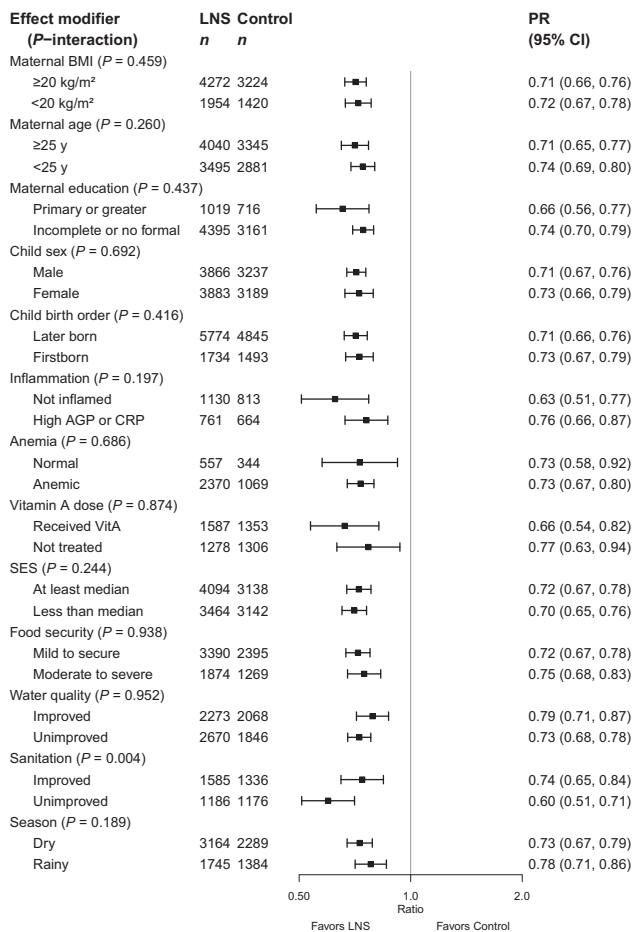 Effect modifier LNS Control PR
(P−interaction) n n (95% CI)
Maternal BMI (P = 0.459)
≥20 kg/m² 4272 3224 0.71 (0.66, 0.76)
<20 kg/m² 1954 1420 0.72 (0.67, 0.78)
Maternal age (P = 0.260)
≥25 y 4040 3345 0.71 (0.65, 0.77)
<25 y 3495 2881 0.74 (0.69, 0.80)
Maternal education (P = 0.437)
Primary or greater 1019 716 0.66 (0.56, 0.77)
Incomplete or no formal 4395 3161 0.74 (0.70, 0.79)
Child sex (P = 0.692)
Male 3866 3237 0.71 (0.67, 0.76)
Female 3883 3189 0.73 (0.66, 0.79)
Child birth order (P = 0.416)
Later born 5774 4845 0.71 (0.66, 0.76)
Firstborn 1734 1493 0.73 (0.67, 0.79)
Inflammation (P = 0.197)
Not inflamed 1130 813 0.63 (0.51, 0.77)
High AGP or CRP 761 664 0.76 (0.66, 0.87)
Anemia (P = 0.686)
Normal 557 344 0.73 (0.58, 0.92)
Anemic 2370 1069 0.73 (0.67, 0.80)
Vitamin A dose (P = 0.874)
Received VitA 1587 1353 0.66 (0.54, 0.82)
Not treated 1278 1306 0.77 (0.63, 0.94)
SES (P = 0.244)
At least median 4094 3138 0.72 (0.67, 0.78)
Less than median 3464 3142 0.70 (0.65, 0.76)
Food security (P = 0.938)
Mild to secure 3390 2395 0.72 (0.67, 0.78)
Moderate to severe 1874 1269 0.75 (0.68, 0.83)
Water quality (P = 0.952)
Improved 2273 2068 0.79 (0.71, 0.87)
Unimproved 2670 1846 0.73 (0.68, 0.78)
Sanitation (P = 0.004)
Improved 1585 1336 0.74 (0.65, 0.84)
Unimproved 1186 1176 0.60 (0.51, 0.71)
Season (P = 0.189)
Dry 3164 2289 0.73 (0.67, 0.79)
Rainy 1745 1384 0.78 (0.71, 0.86)
0.50 1.0 2.0
Ratio
Favors LNS Favors Control